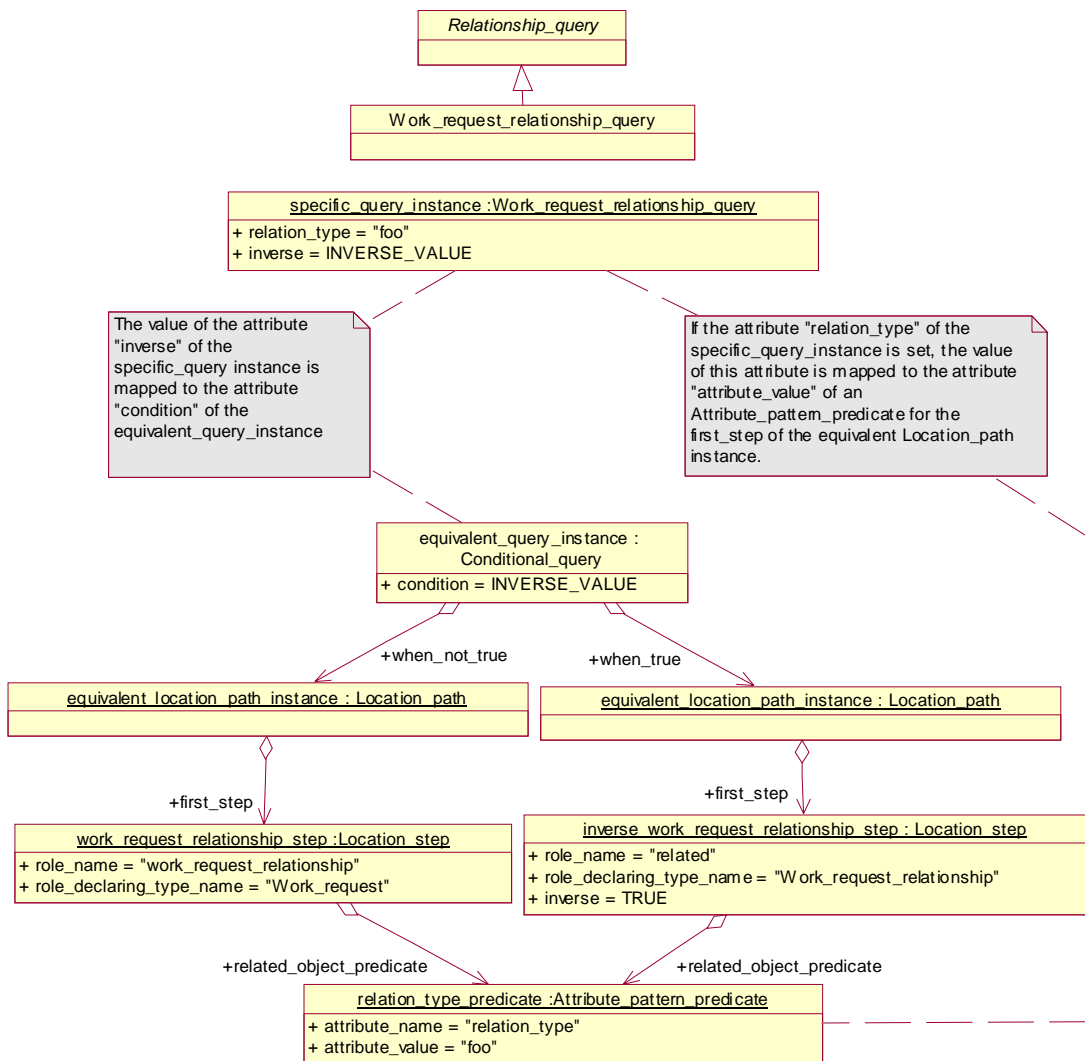 Relationship_query
Work_request_relationship_query
specific_query_instance :Work_request_relationship_query
+ relation_type = "foo"
+ inverse = INVERSE_VALUE
The value of the attribute
"inverse" of the
specific_query instance is
mapped to the attribute
"condition" of the
equivalent_query_instance
If the attribute "relation_type" of the
specific_query_instance is set, the value
of this attribute is mapped to the attribute
"attribute_value" of an
Attribute_pattern_predicate for the
first_step of the equivalent Location_path
instance.
equivalent_query_instance :
Conditional_query
+ condition = INVERSE_VALUE
+when_not_true
+when_true
equivalent_location_path_instance : Location_path
equivalent_location_path_instance : Location_path
+first_step
+first_step
work_request_relationship_step :Location_step
+ role_name = "work_request_relationship"
+ role_declaring_type_name = "Work_request"
inverse_work_request_relationship_step : Location_step
+ role_name = "related"
+ role_declaring_type_name = "Work_request_relationship"
+ inverse = TRUE
+related_object_predicate
+related_object_predicate
relation_type_predicate :Attribute_pattern_predicate
+ attribute_name = "relation_type"
+ attribute_value = "foo"